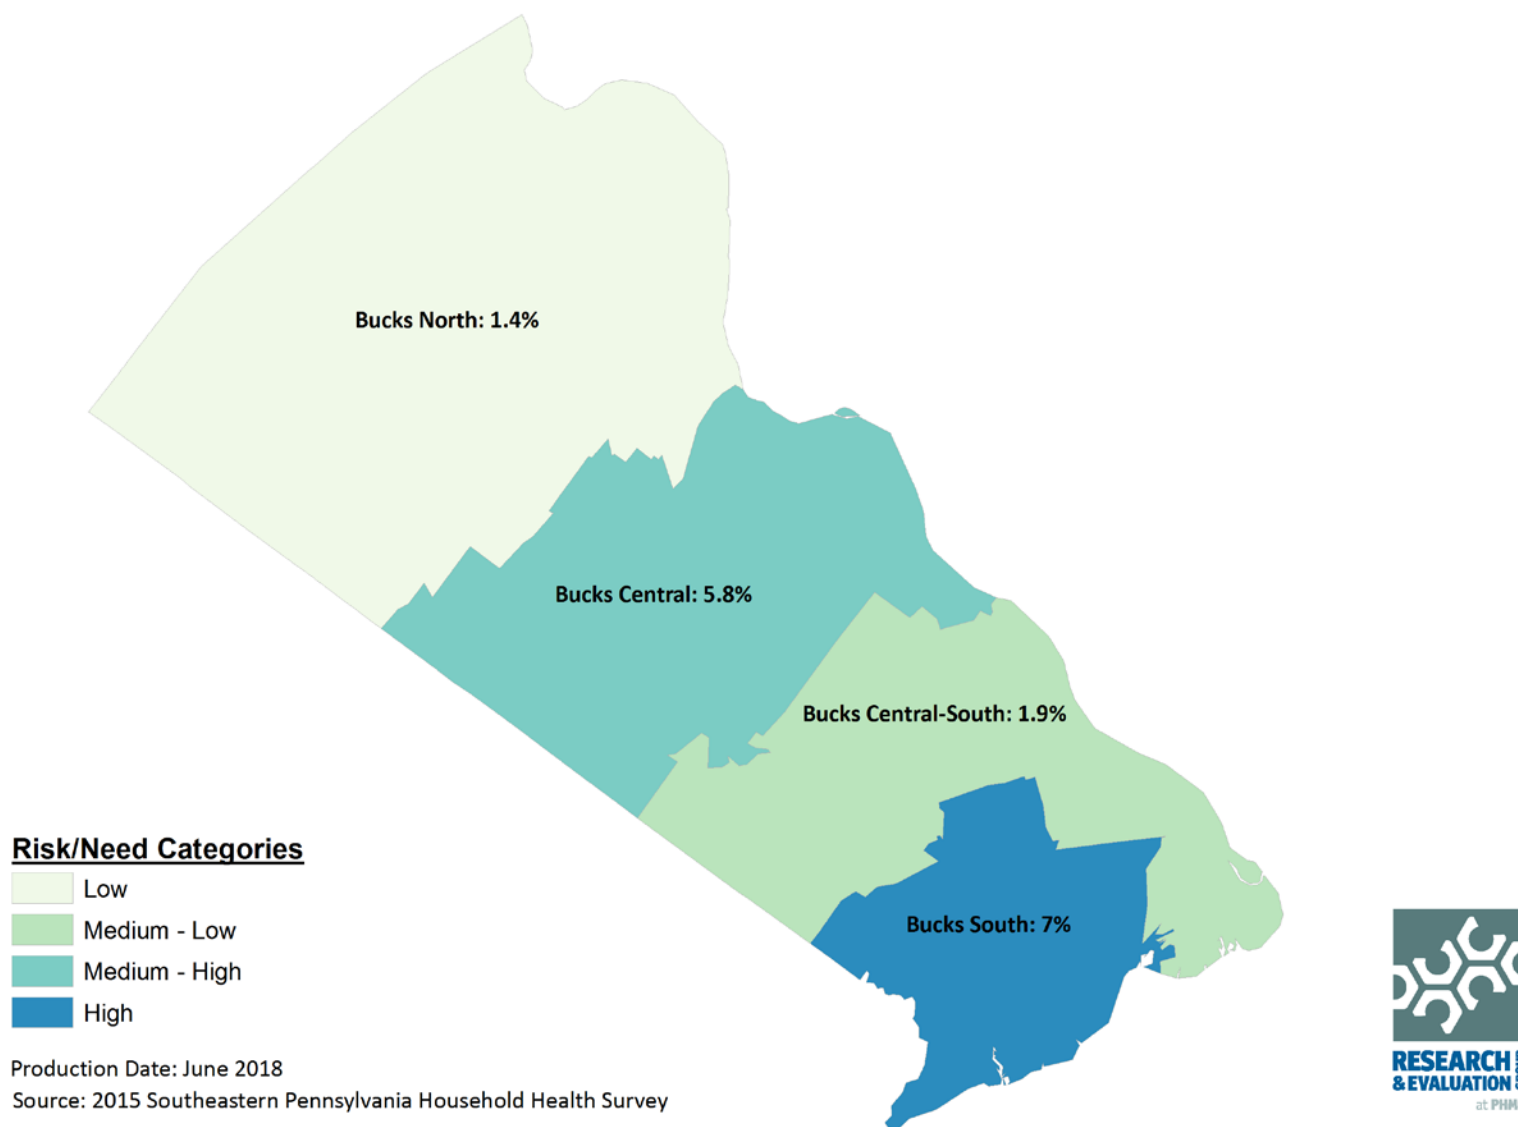 Bucks North: 1.4%
Bucks Central: 5.8%
Bucks Central-South: 1.9%
Bucks South: 7%
Risk/Need Categories
Low
Medium - Low
Medium - High
High
Production Date: June 2018
Source: 2015 Southeastern Pennsylvania Household Health Survey
RESEARCH
& EVALUATION
at PHM